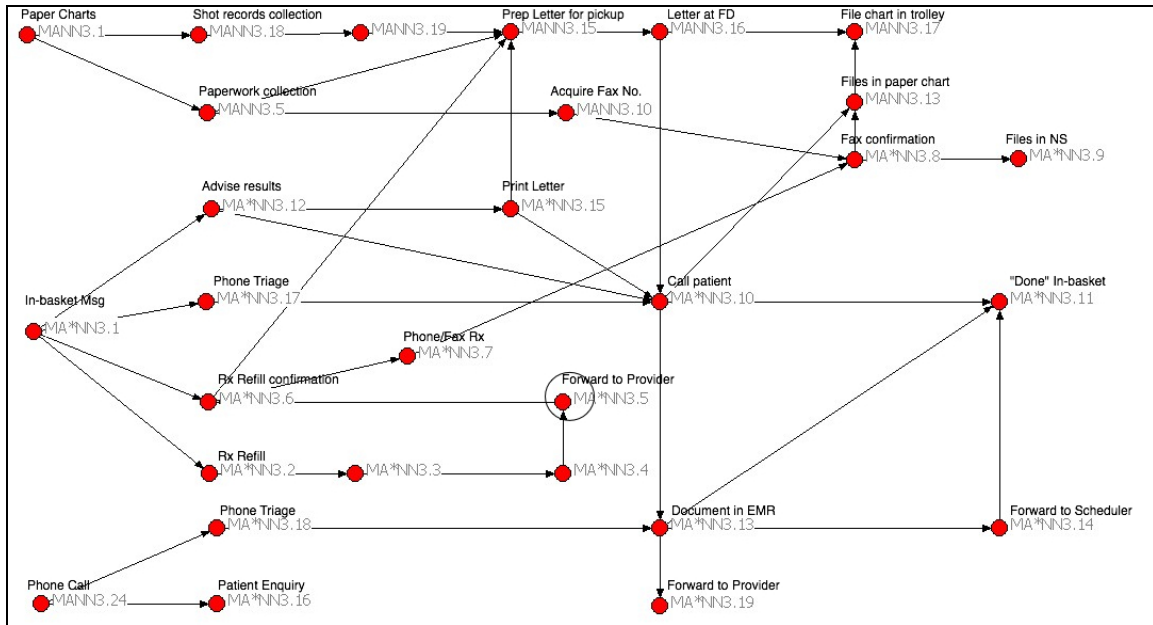 Paper Charts
MANN3.1
Shot records collection
MANN3.18
MANN3.19
Prep Letter for pickup
MANN3.15
Letter at FD
MANN3.16
File chart in trolley
MANN3.17
Paperwork collection
MANN3.5
Acquire Fax No.
MANN3.10
Files in paper chart
MANN3.13
Fax confirmation
MA*NN3.8
Files in NS
MA*NN3.9
Advise results
MA*NN3.12
Print Letter
MA*NN3.15
Phone Triage
MA*NN3.17
Call patient
MA*NN3.10
"Done" In-basket
MA*NN3.11
In-basket Msg
MA*NN3.1
Phone/Fax Rx
MA*NN3.7
Rx Refill confirmation
MA*NN3.6
Forward to Provider
MA*NN3.5
Rx Refill
MA*NN3.2
MA*NN3.3
MA*NN3.4
Phone Triage
MA*NN3.18
Document in EMR
MA*NN3.13
Forward to Scheduler
MA*NN3.14
Phone Call
MANN3.24
Patient Enquiry
MA*NN3.16
Forward to Provider
MA*NN3.19